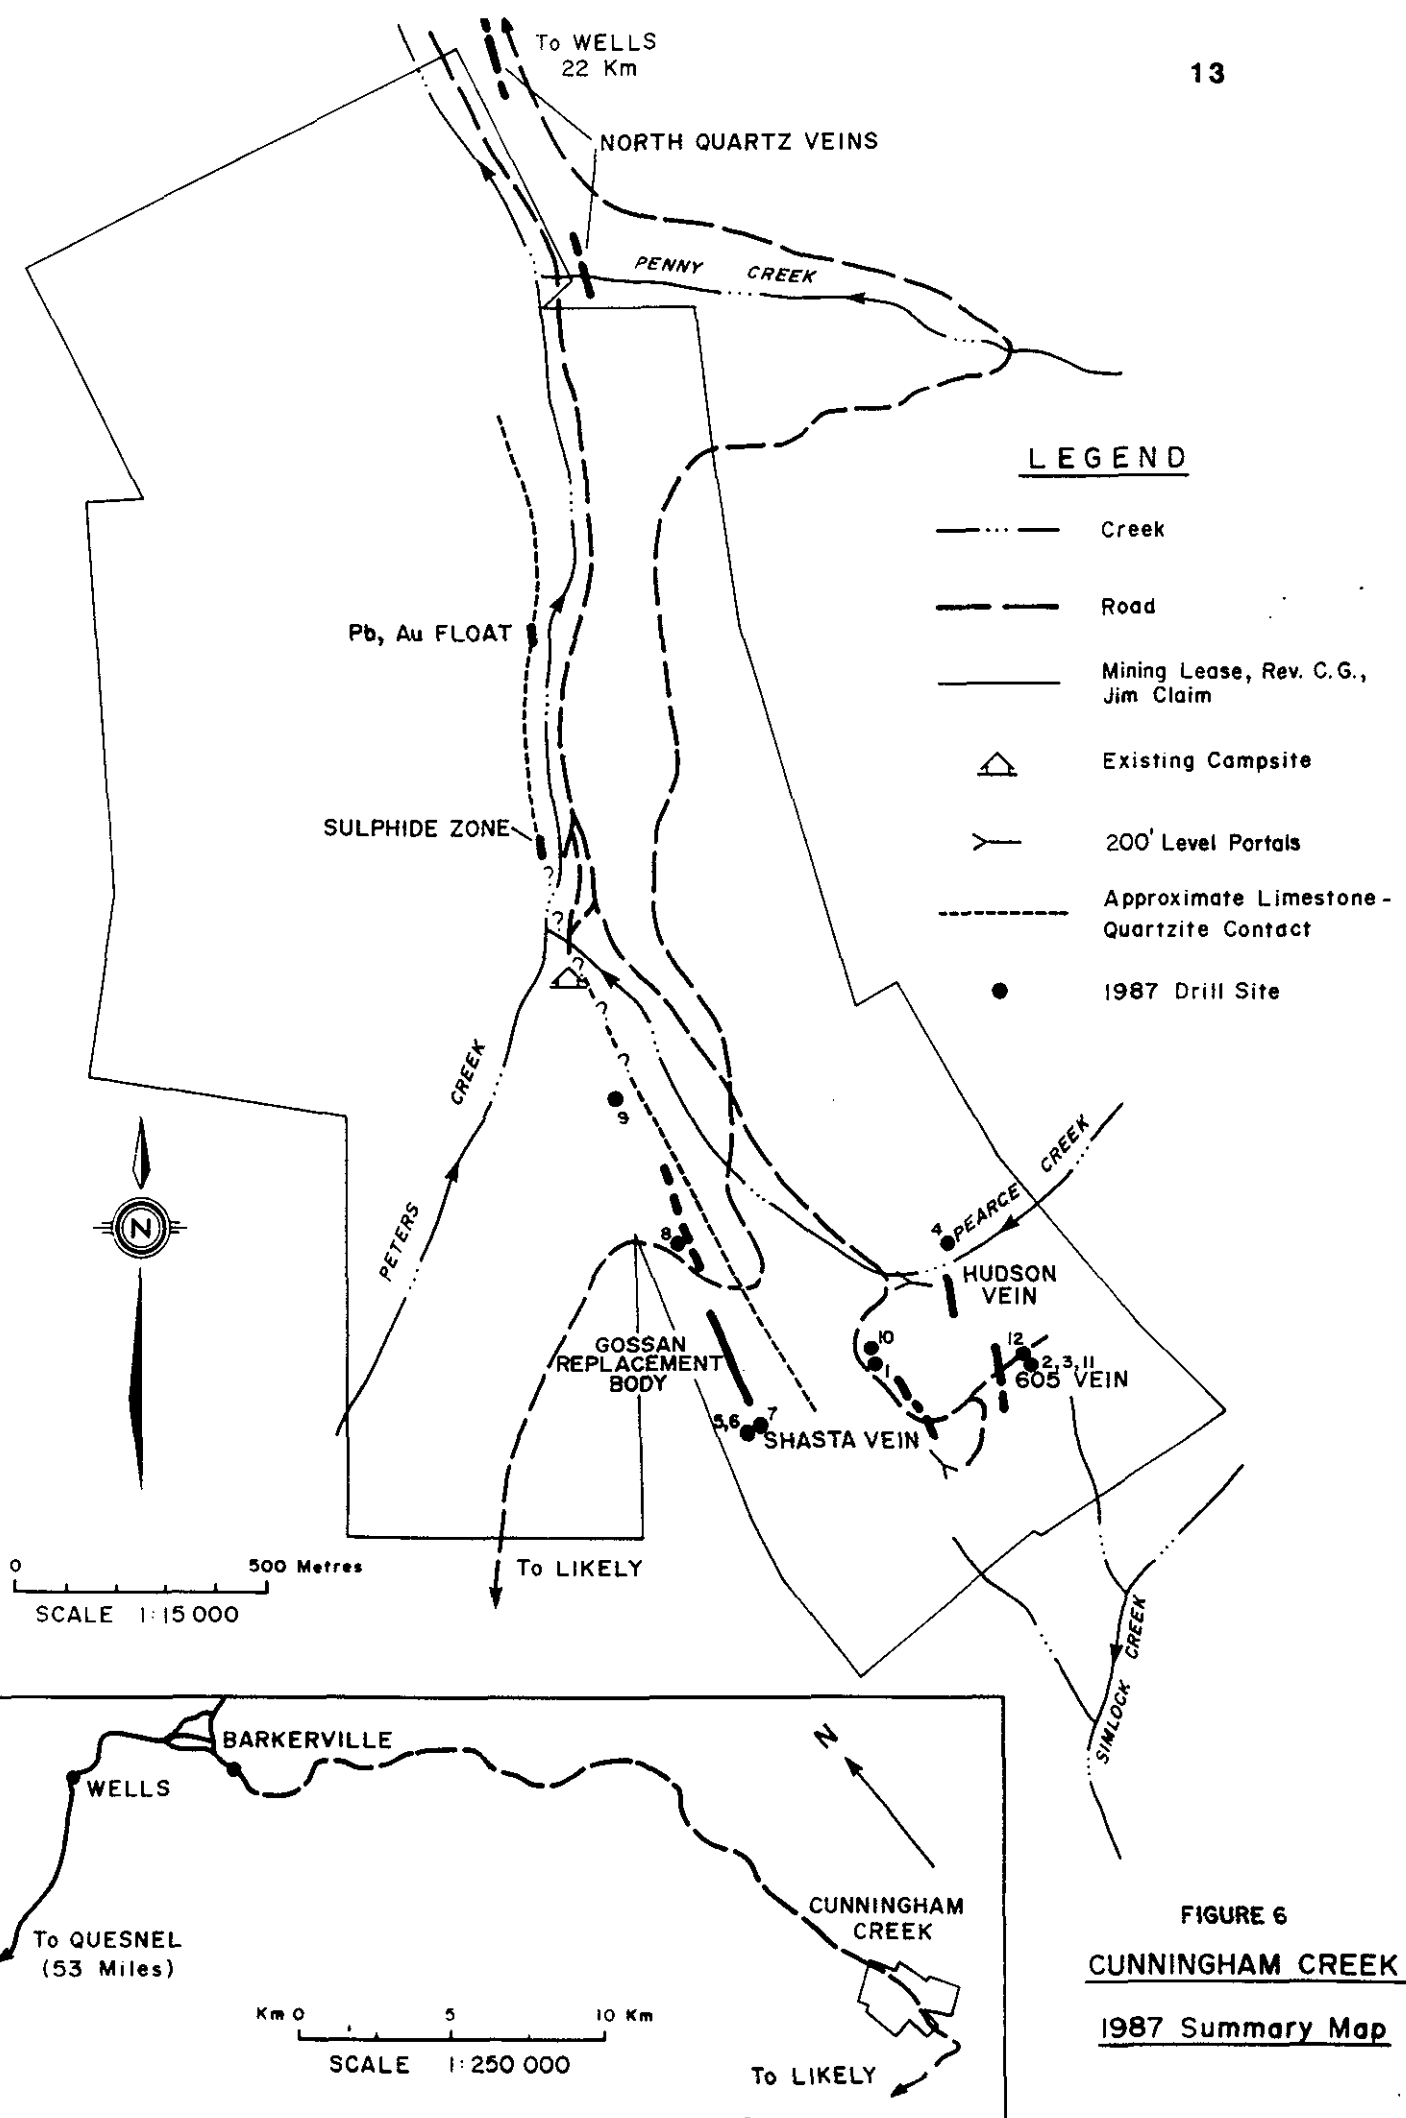 13
To WELLS
22 Km
NORTH QUARTZ VEINS
PENNY CREEK
LEGEND
Creek
Road
Mining Lease, Rev. C.G.,
Jim Claim
Existing Campsite
200' Level Portals
Approximate Limestone-
Quartzite Contact
1987 Drill Site
Pb, Au FLOAT
SULPHIDE ZONE
?
?
?
?
?
9
PETERS CREEK
N
8
4
PEARCE CREEK
HUDSON
VEIN
10
1
12
2,3,11
605 VEIN
GOSSAN
REPLACEMENT
BODY
5,6
7
SHASTA VEIN
To LIKELY
0 500 Metres
SCALE 1:15 000
SIMLOCK CREEK
BARKERVILLE
WELLS
N
To QUESNEL
(53 Miles)
CUNNINGHAM
CREEK
Km 0 5 10 Km
SCALE 1:250 000
To LIKELY
FIGURE 6
CUNNINGHAM CREEK
1987 Summary Map